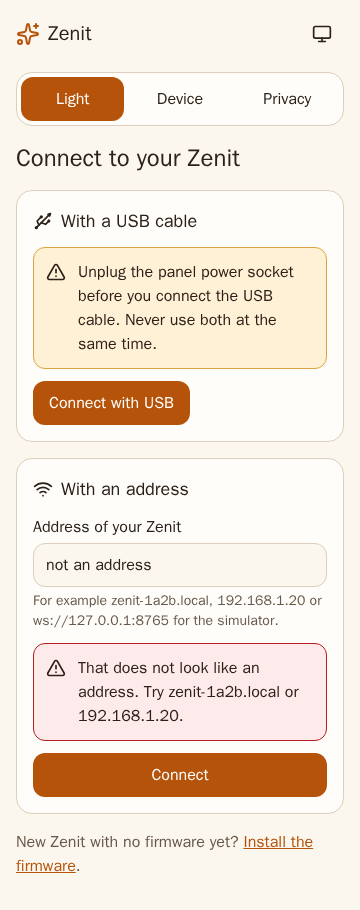 Zenit
Light
Device
Privacy
Connect to your Zenit
With a USB cable
Unplug the panel power socket
before you connect the USB
cable. Never use both at the
same time.
Connect with USB
With an address
Address of your Zenit
not an address
For example zenit-1a2b.local, 192.168.1.20 or
ws://127.0.0.1:8765 for the simulator.
That does not look like an
address. Try zenit-1a2b.local or
192.168.1.20.
Connect
New Zenit with no firmware yet? Install the
firmware.